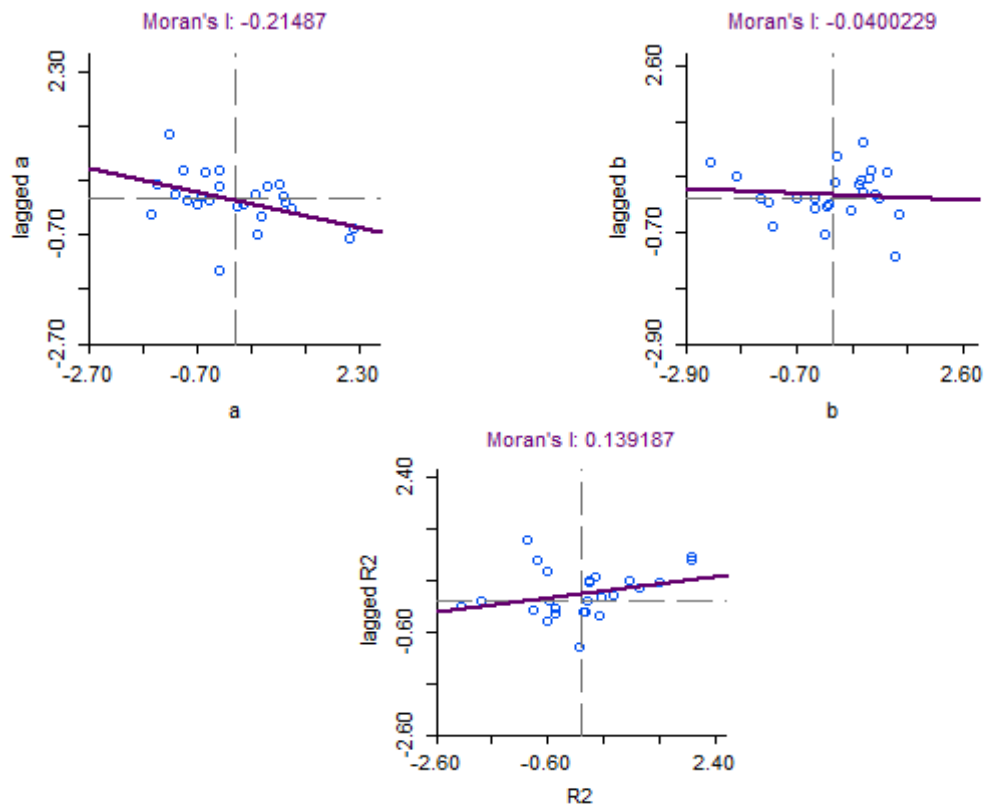 Moran's I: -0.21487
2.30
lagged a
-0.70
-2.70
-2.70 -0.70 2.30
a
Moran's I: -0.0400229
2.60
lagged b
-0.70
-2.90
-2.90 -0.70 2.60
b
Moran's I: 0.139187
2.40
lagged R2
-0.60
-2.60
-2.60 -0.60 2.40
R2